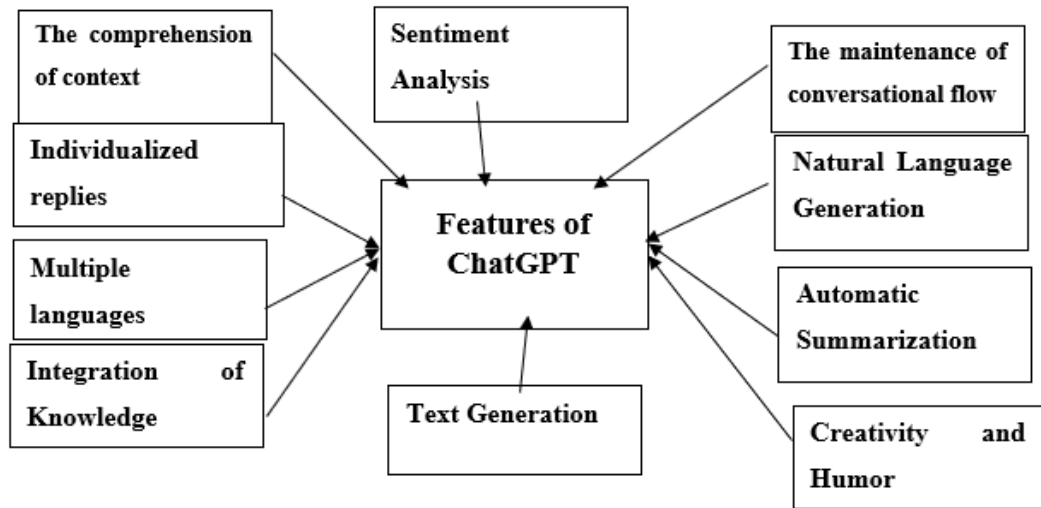 The comprehension
of context
Sentiment
Analysis
The maintenance of
conversational flow
Individualized
replies
Natural Language
Generation
Features of
ChatGPT
Multiple
languages
Automatic
Summarization
Integration of
Knowledge
Text Generation
Creativity and
Humor